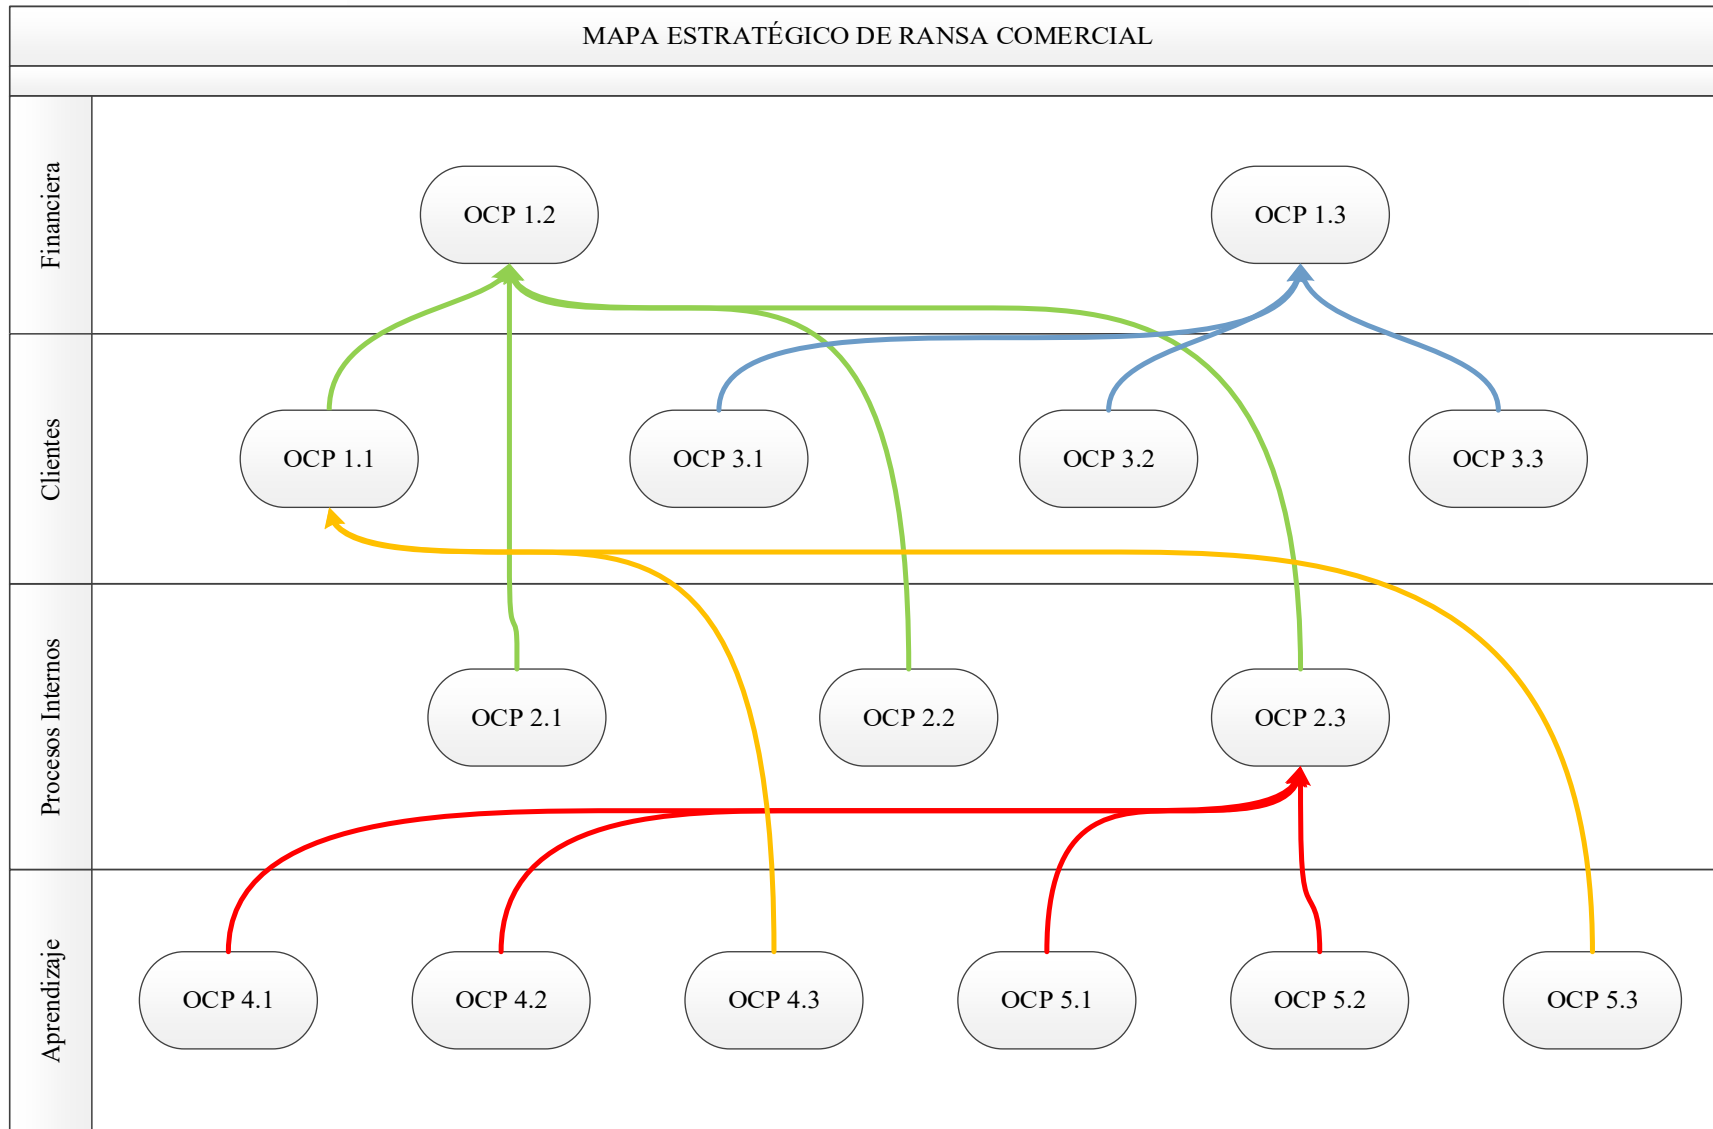 MAPA ESTRATÉGICO DE RANSA COMERCIAL
Financiera
OCP 1.2
OCP 1.3
Clientes
OCP 1.1
OCP 3.1
OCP 3.2
OCP 3.3
Procesos Internos
OCP 2.1
OCP 2.2
OCP 2.3
Aprendizaje
OCP 4.1
OCP 4.2
OCP 4.3
OCP 5.1
OCP 5.2
OCP 5.3